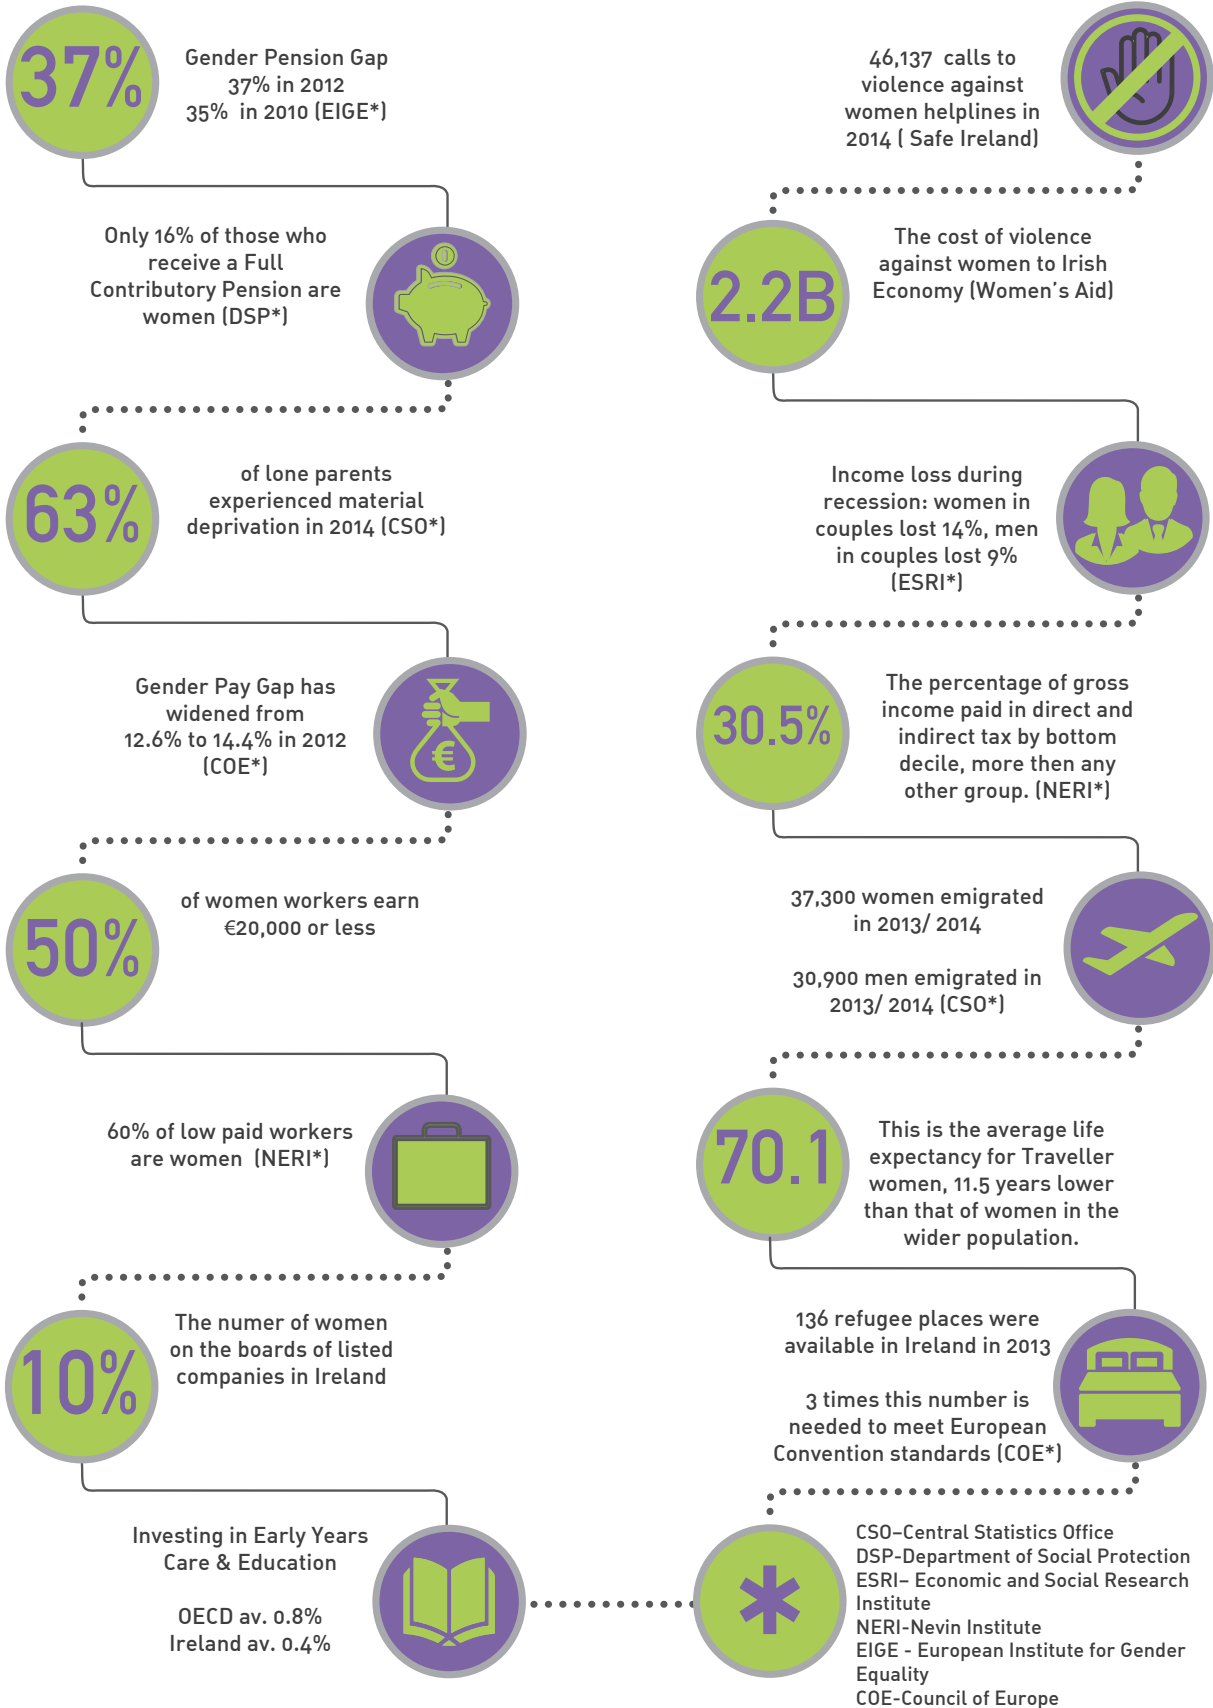 37%
Gender Pension Gap
37% in 2012
35% in 2010 (EIGE*)
Only 16% of those who
receive a Full
Contributory Pension are
women (DSP*)
63%
of lone parents
experienced material
deprivation in 2014 (CSO*)
Gender Pay Gap has
widened from
12.6% to 14.4% in 2012
(COE*)
€
50%
of women workers earn
€20,000 or less
60% of low paid workers
are women (NERI*)
10%
The numer of women
on the boards of listed
companies in Ireland
Investing in Early Years
Care & Education
OECD av. 0.8%
Ireland av. 0.4%
46,137 calls to
violence against
women helplines in
2014 ( Safe Ireland)
2.2B
The cost of violence
against women to Irish
Economy (Women's Aid)
Income loss during
recession: women in
couples lost 14%, men
in couples lost 9%
(ESRI*)
30.5%
The percentage of gross
income paid in direct and
indirect tax by bottom
decile, more then any
other group. (NERI*)
37,300 women emigrated
in 2013/ 2014
30,900 men emigrated in
2013/ 2014 (CSO*)
70.1
This is the average life
expectancy for Traveller
women, 11.5 years lower
than that of women in the
wider population.
136 refugee places were
available in Ireland in 2013
3 times this number is
needed to meet European
Convention standards (COE*)
*
CSO–Central Statistics Office
DSP-Department of Social Protection
ESRI– Economic and Social Research
Institute
NERI-Nevin Institute
EIGE - European Institute for Gender
Equality
COE-Council of Europe